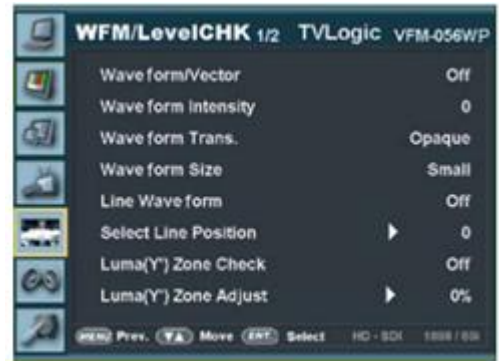 WFM/LevelCHK 1/2 TVLogic VFM-056WP
Wave form/Vector Off
Wave form Intensity 0
Wave form Trans. Opaque
Wave form Size Small
Line Wave form Off
Select Line Position 0
Luma(Y') Zone Check Off
Luma(Y') Zone Adjust 0%
MENU Prev. (▼▲) Move ENT. Select HD - SDI